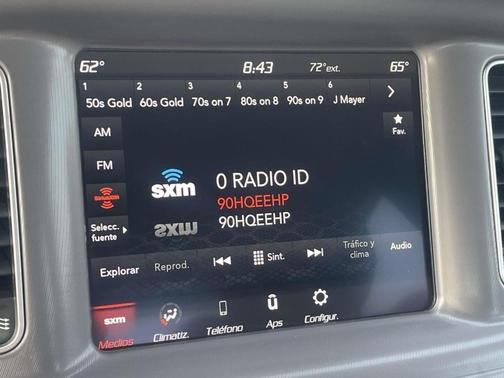 62° 8:43 72°ext. 65°
1 2 3 4 5 6
50s Gold 60s Gold 70s on 7 80s on 8 90s on 9 J Mayer
AM
Fav.
FM
SiriusXM
sxm
0 RADIO ID
90HQEEHP
90HQEEHP
Selecc.
fuente
Explorar Reprod. Sint. Tráfico y
clima
Audio
sxm
Medios Climatiz. Teléfono Aps Configur.